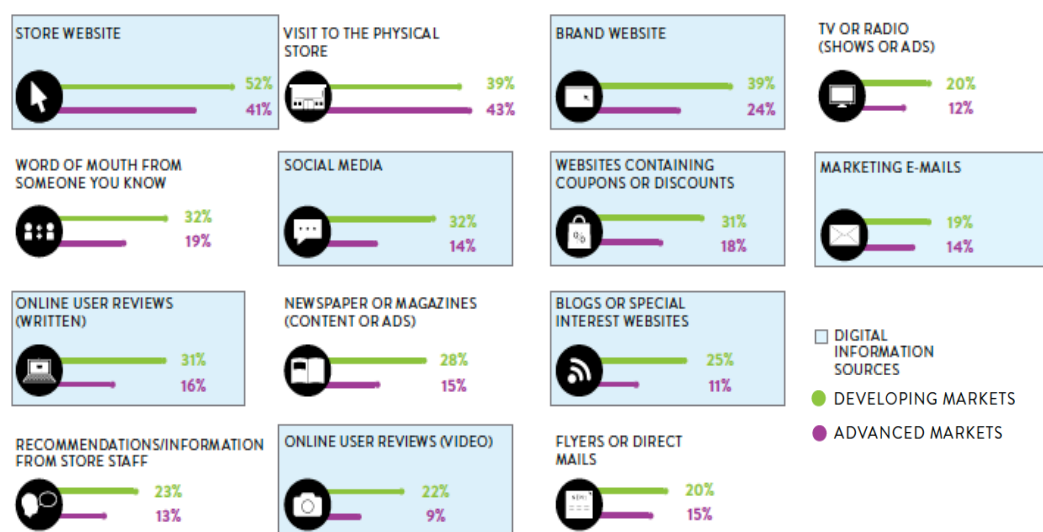 STORE WEBSITE
52%
41%
VISIT TO THE PHYSICAL
STORE
39%
43%
BRAND WEBSITE
39%
24%
TV OR RADIO
(SHOWS OR ADS)
20%
12%
WORD OF MOUTH FROM
SOMEONE YOU KNOW
32%
19%
SOCIAL MEDIA
32%
14%
WEBSITES CONTAINING
COUPONS OR DISCOUNTS
%
31%
18%
MARKETING E-MAILS
19%
14%
ONLINE USER REVIEWS
(WRITTEN)
31%
16%
NEWSPAPER OR MAGAZINES
(CONTENT OR ADS)
28%
15%
BLOGS OR SPECIAL
INTEREST WEBSITES
25%
11%
DIGITAL
INFORMATION
SOURCES
DEVELOPING MARKETS
ADVANCED MARKETS
RECOMMENDATIONS/INFORMATION
FROM STORE STAFF
23%
13%
ONLINE USER REVIEWS (VIDEO)
22%
9%
FLYERS OR DIRECT
MAILS
20%
15%